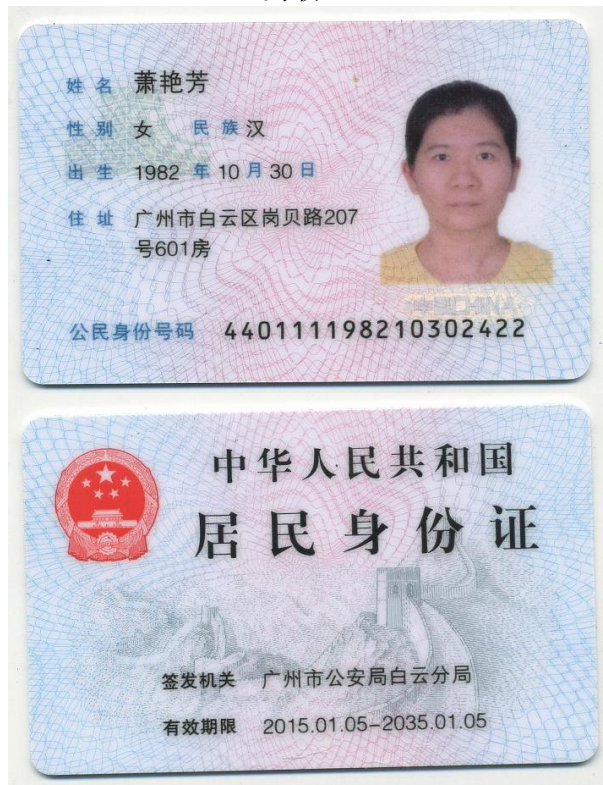 姓名 萧艳芳
性别 女 民族 汉
出生 1982 年 10 月 30 日
住址 广州市白云区岗贝路207
号601房
CHINA
公民身份号码 440111198210302422
中华人民共和国
居民身份证
签发机关 广州市公安局白云分局
有效期限 2015.01.05-2035.01.05